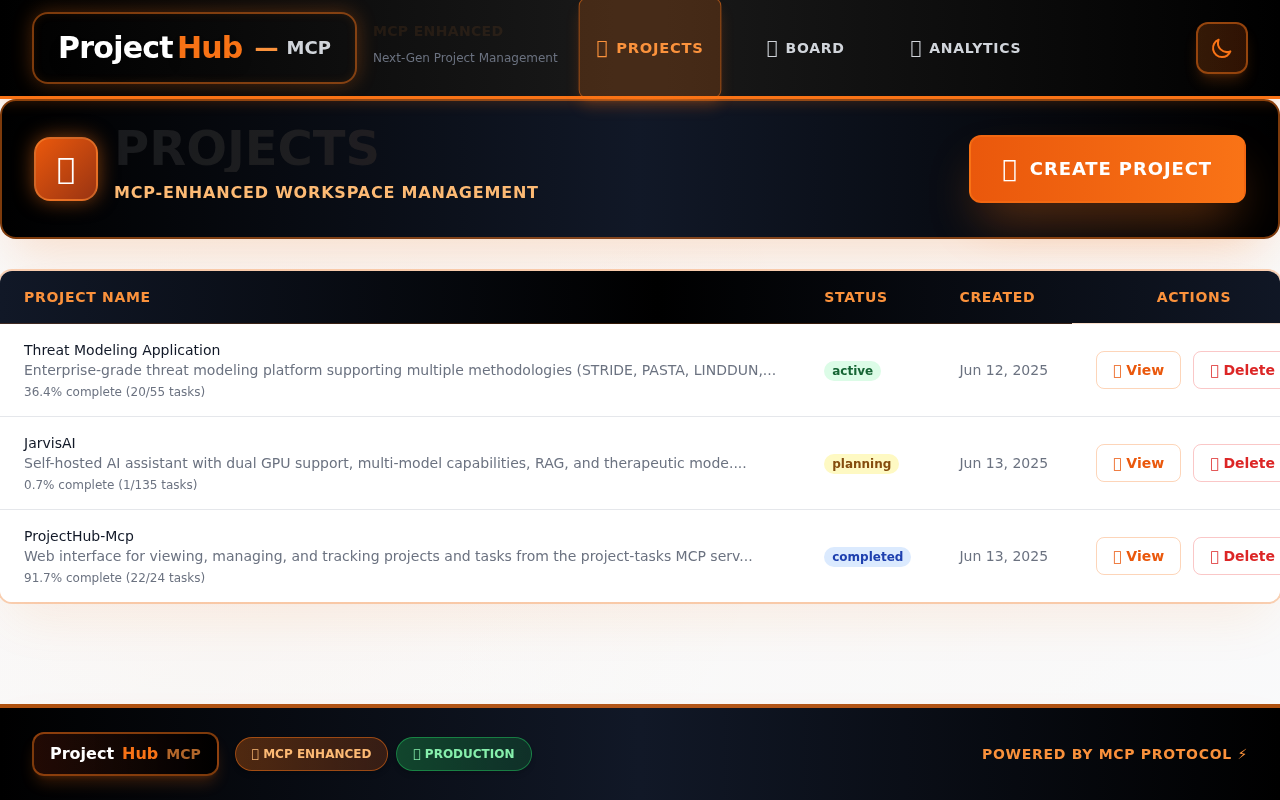 ProjectHub — MCP
MCP ENHANCED
Next-Gen Project Management
PROJECTS
BOARD
ANALYTICS
PROJECTS
MCP-ENHANCED WORKSPACE MANAGEMENT
CREATE PROJECT
PROJECT NAME STATUS CREATED ACTIONS
Threat Modeling Application
Enterprise-grade threat modeling platform supporting multiple methodologies (STRIDE, PASTA, LINDDUN,...
36.4% complete (20/55 tasks)
active
Jun 12, 2025
View
Delete
JarvisAI
Self-hosted AI assistant with dual GPU support, multi-model capabilities, RAG, and therapeutic mode....
0.7% complete (1/135 tasks)
planning
Jun 13, 2025
View
Delete
ProjectHub-Mcp
Web interface for viewing, managing, and tracking projects and tasks from the project-tasks MCP serv...
91.7% complete (22/24 tasks)
completed
Jun 13, 2025
View
Delete
Project Hub MCP
MCP ENHANCED
PRODUCTION
POWERED BY MCP PROTOCOL ⚡